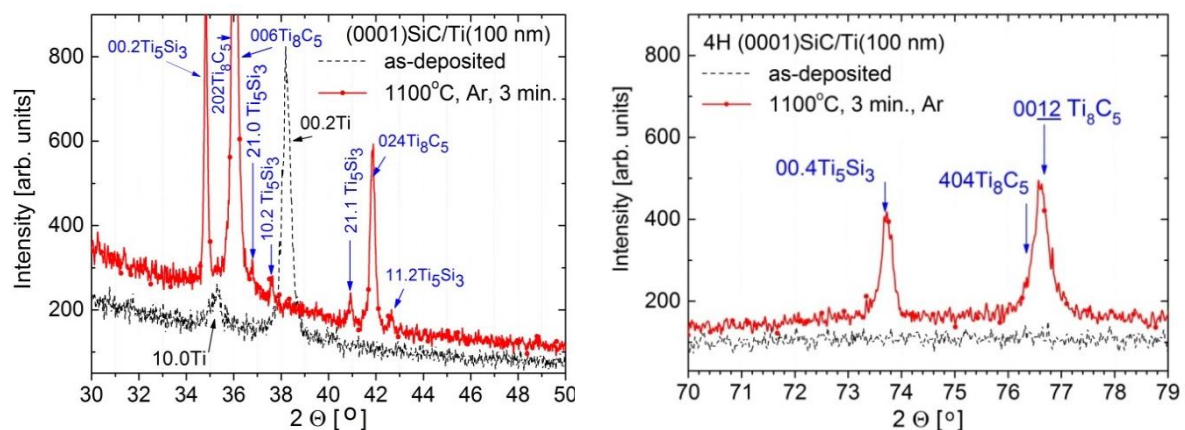 (0001)SiC/Ti(100 nm)
as-deposited
1100°C, Ar, 3 min.
00.2Ti₅Si₃
202Ti₈C₅
006Ti₈C₅
21.0 Ti₅Si₃
10.2 Ti₅Si₃
00.2Ti
21.1 Ti₅Si₃
024Ti₈C₅
11.2Ti₅Si₃
10.0Ti
Intensity [arb. units]
800
600
400
200
30 32 34 36 38 40 42 44 46 48 50
2 Θ [°]
4H (0001)SiC/Ti(100 nm)
as-deposited
1100°C, 3 min., Ar
0012 Ti₈C₅
00.4Ti₅Si₃
404Ti₈C₅
Intensity [arb. units]
800
600
400
200
70 71 72 73 74 75 76 77 78 79
2 Θ [°]